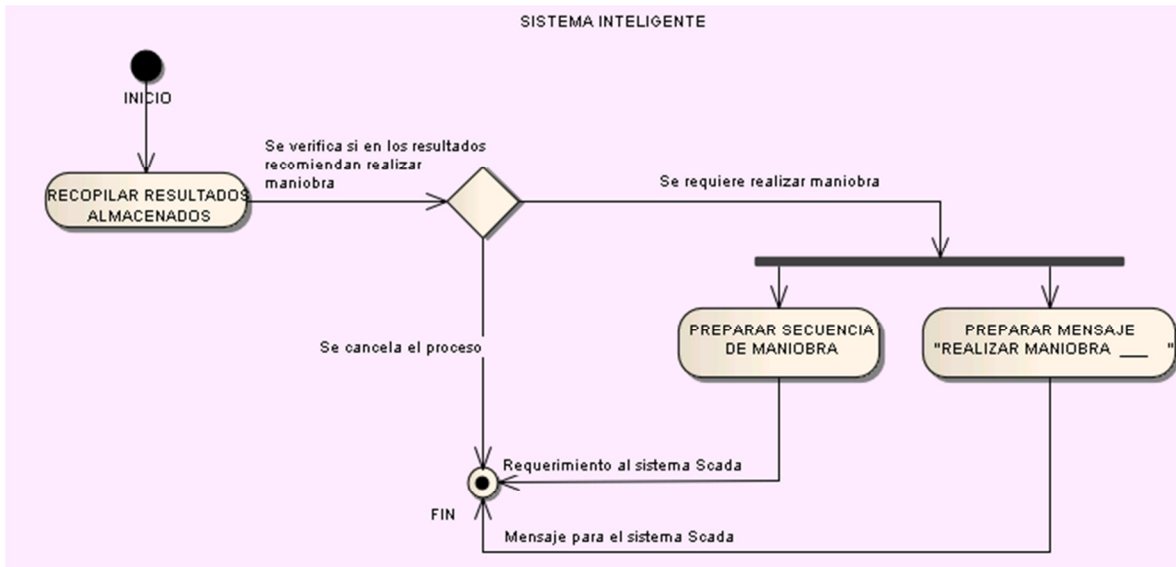 SISTEMA INTELIGENTE
INICIO
Se verifica si en los resultados
recomiendan realizar
maniobra
RECOPILAR RESULTADOS
ALMACENADOS
Se requiere realizar maniobra
PREPARAR SECUENCIA
DE MANIOBRA
PREPARAR MENSAJE
"REALIZAR MANIOBRA ___ "
Se cancela el proceso
Requerimiento al sistema Scada
FIN
Mensaje para el sistema Scada